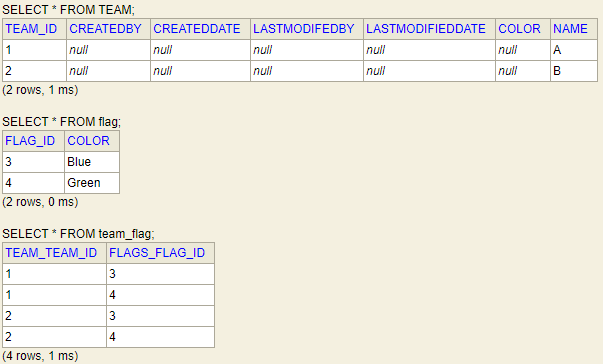 SELECT * FROM TEAM;
TEAM_ID CREATEDBY CREATEDDATE LASTMODIFEDBY LASTMODIFIEDDATE COLOR NAME
1 null null null null null A
2 null null null null null B
(2 rows, 1 ms)
SELECT * FROM flag;
FLAG_ID COLOR
3 Blue
4 Green
(2 rows, 0 ms)
SELECT * FROM team_flag;
TEAM_TEAM_ID FLAGS_FLAG_ID
1 3
1 4
2 3
2 4
(4 rows, 1 ms)